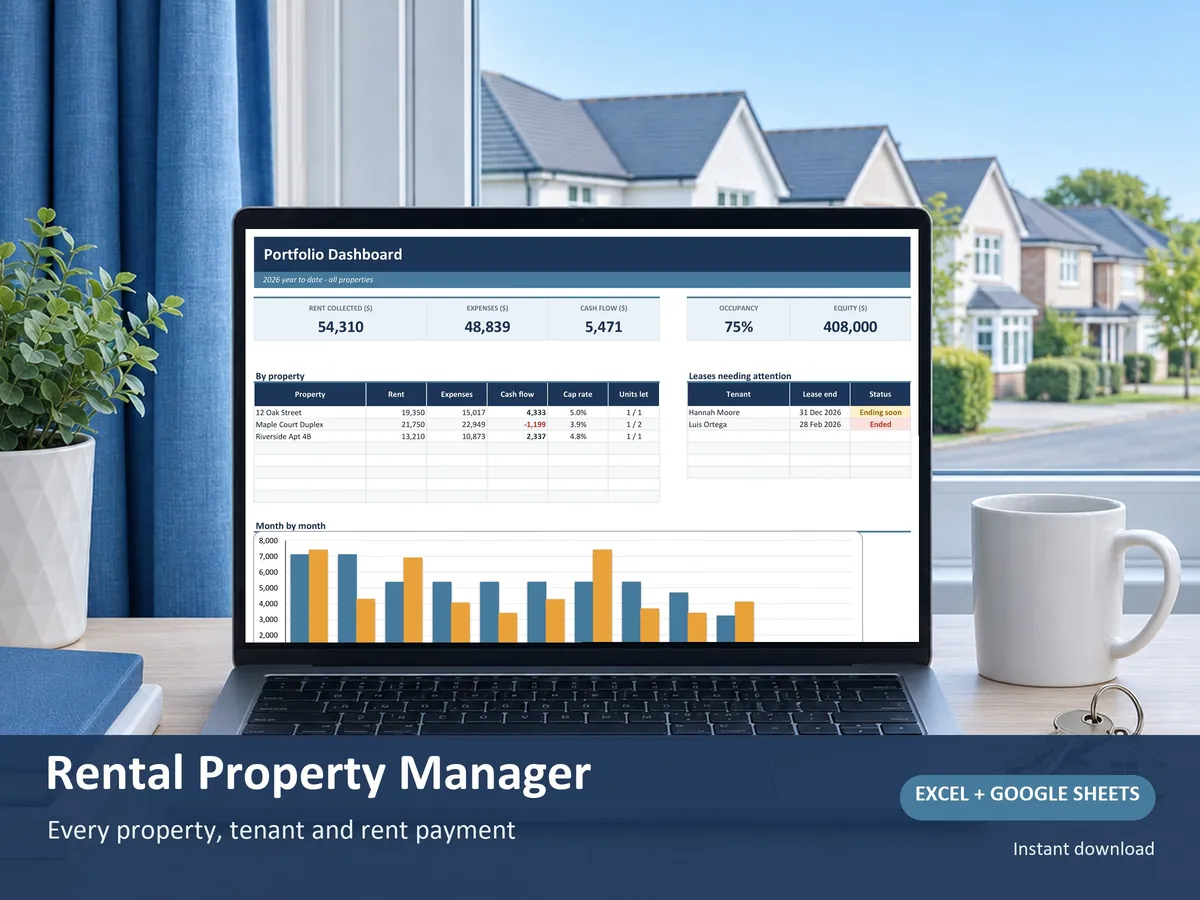 Portfolio Dashboard
2026 year to date - all properties
RENT COLLECTED ($) EXPENSES ($) CASH FLOW ($) OCCUPANCY EQUITY ($)
54,310 48,839 5,471 75% 408,000
By property
Property Rent Expenses Cash flow Cap rate Units let
12 Oak Street 19,350 15,017 4,333 5.0% 1 / 1
Maple Court Duplex 21,750 22,949 -1,199 3.9% 1 / 2
Riverside Apt 4B 13,210 10,873 2,337 4.8% 1 / 1
Leases needing attention
Tenant Lease end Status
Hannah Moore 31 Dec 2026 Ending soon
Luis Ortega 28 Feb 2026 Ended
Month by month
8,000
7,000
6,000
5,000
4,000
3,000
2,000
Rental Property Manager
Every property, tenant and rent payment
EXCEL + GOOGLE SHEETS
Instant download